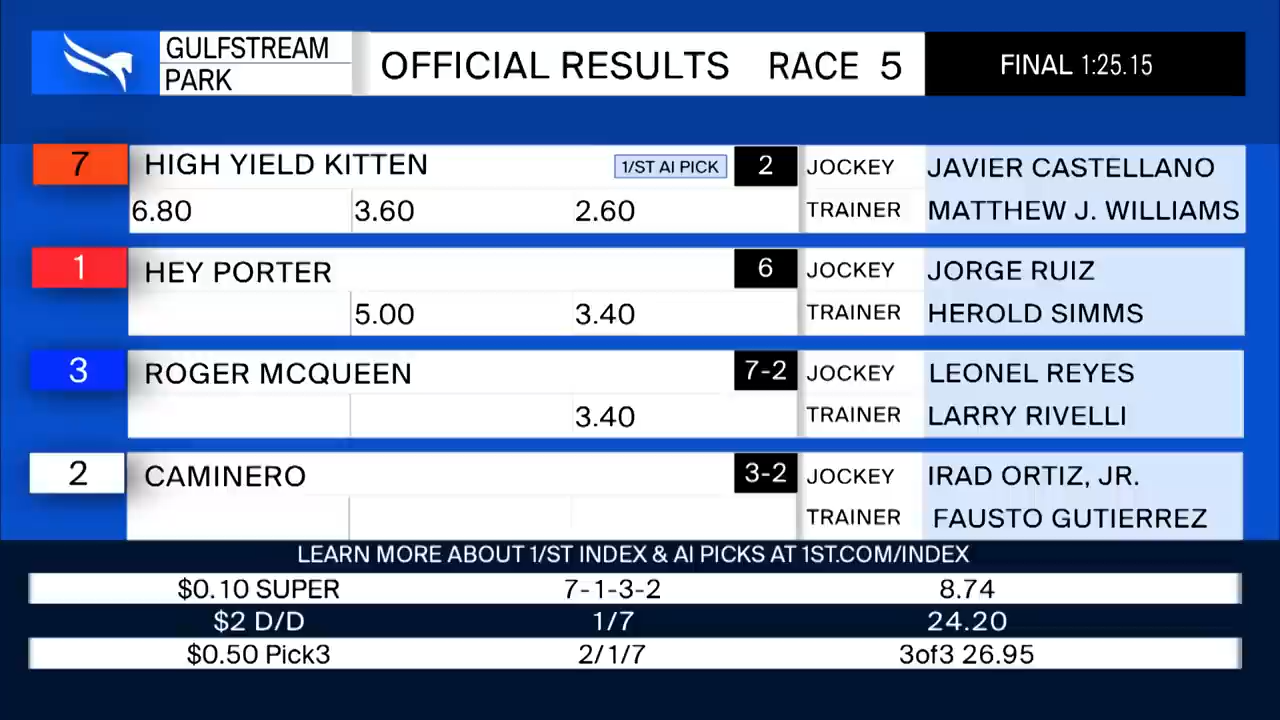 GULFSTREAM
PARK
OFFICIAL RESULTS RACE 5
FINAL 1:25.15
7 HIGH YIELD KITTEN 1/ST AI PICK 2 JOCKEY JAVIER CASTELLANO
6.80 3.60 2.60 TRAINER MATTHEW J. WILLIAMS
1 HEY PORTER 6 JOCKEY JORGE RUIZ
5.00 3.40 TRAINER HEROLD SIMMS
3 ROGER MCQUEEN 7-2 JOCKEY LEONEL REYES
3.40 TRAINER LARRY RIVELLI
2 CAMINERO 3-2 JOCKEY IRAD ORTIZ, JR.
TRAINER FAUSTO GUTIERREZ
LEARN MORE ABOUT 1/ST INDEX & AI PICKS AT 1ST.COM/INDEX
$0.10 SUPER 7-1-3-2 8.74
$2 D/D 1/7 24.20
$0.50 Pick3 2/1/7 3of3 26.95